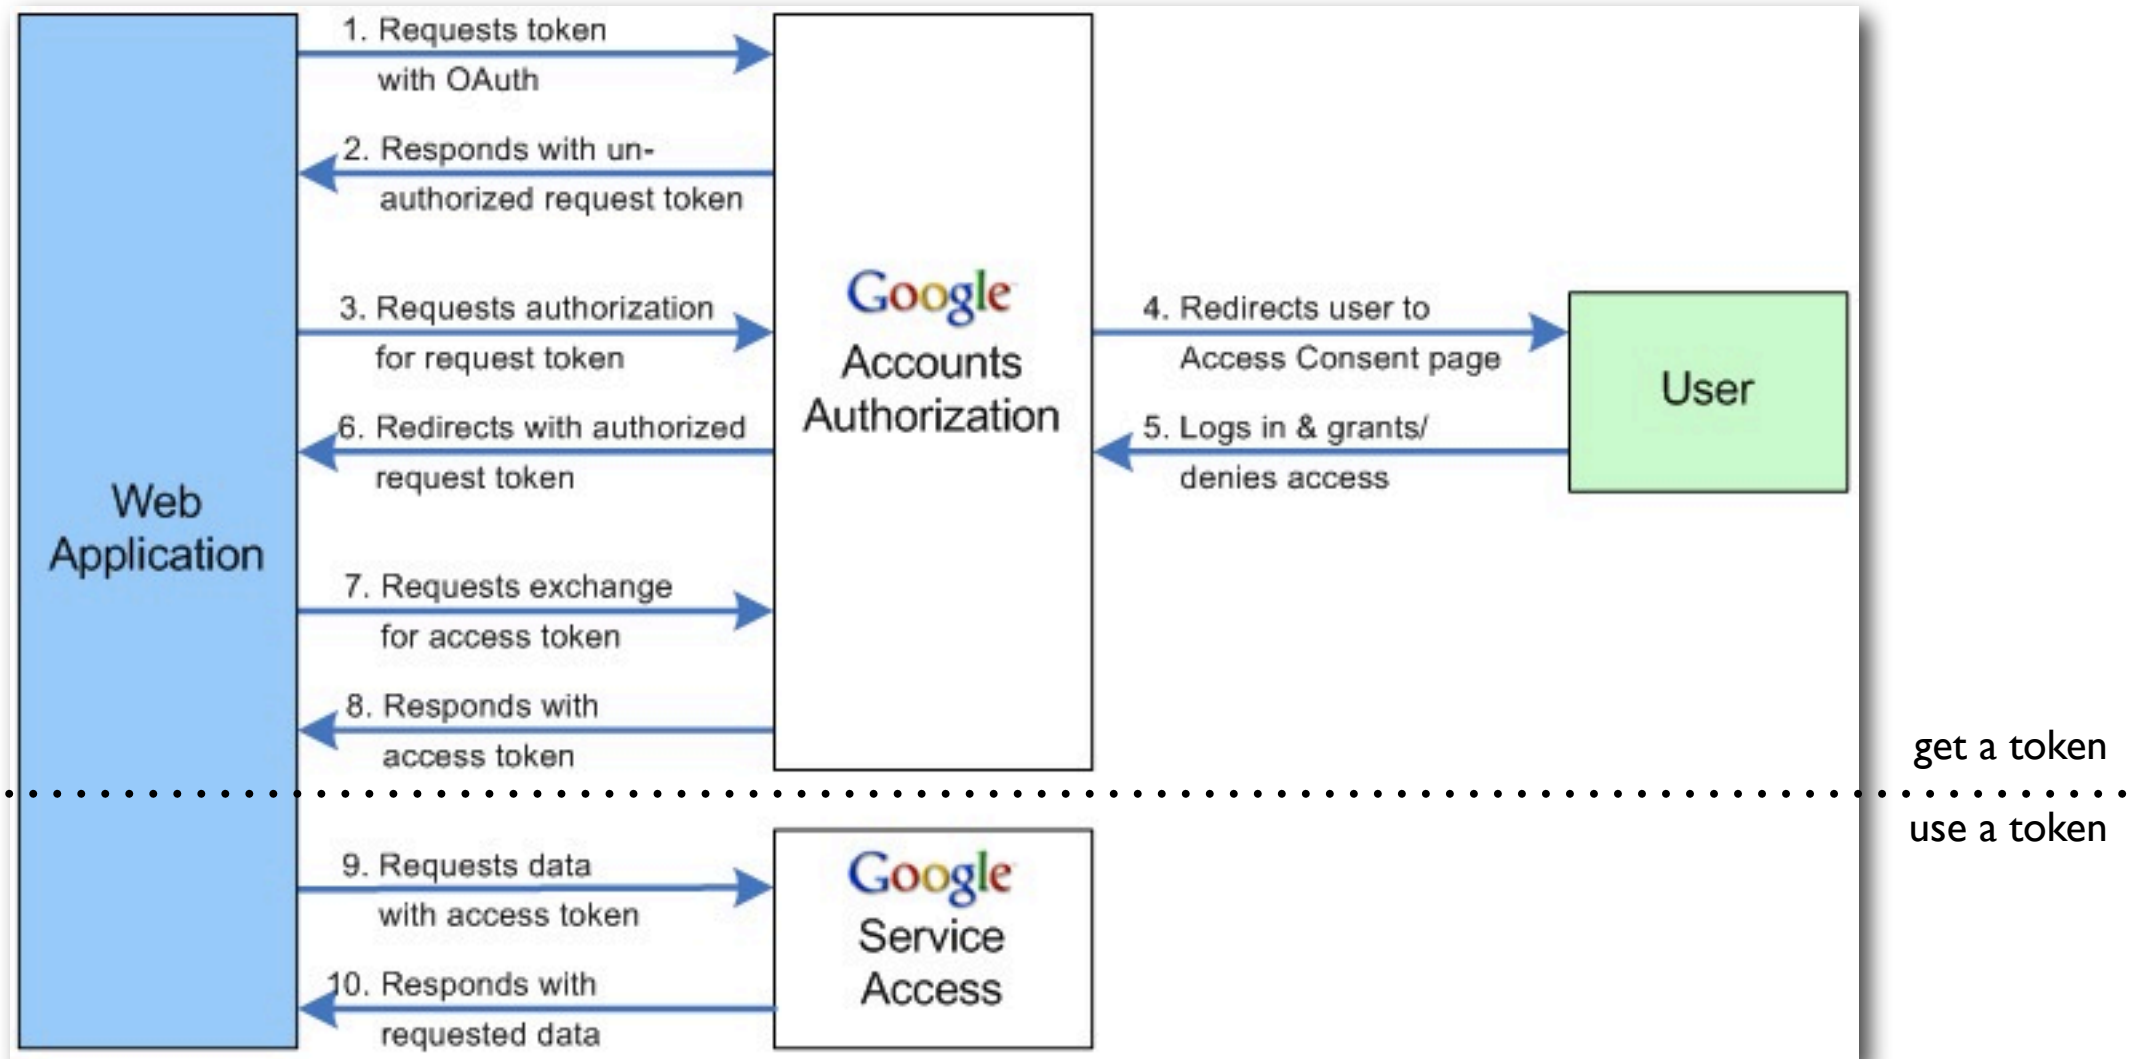 1. Requests token
with OAuth
2. Responds with un-
authorized request token
3. Requests authorization
for request token
4. Redirects user to
Access Consent page
6. Redirects with authorized
request token
5. Logs in & grants/
denies access
7. Requests exchange
for access token
8. Responds with
access token
Web
Application
Google
Accounts
Authorization
User
get a token
use a token
9. Requests data
with access token
10. Responds with
requested data
Google
Service
Access